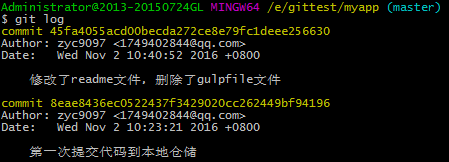 Administrator@2013-20150724GL MINGW64 /e/gittest/myapp (master)
$ git log
commit 45fa4055acd00becda272ce8e79fc1deee256630
Author: zyc9097 <1749402844@qq.com>
Date:   Wed Nov 2 10:40:52 2016 +0800
修改了readme文件, 删除了gulpfile文件
commit 8eae8436ec0522437f3429020cc262449bf94196
Author: zyc9097 <1749402844@qq.com>
Date:   Wed Nov 2 10:23:21 2016 +0800
第一次提交代码到本地仓储